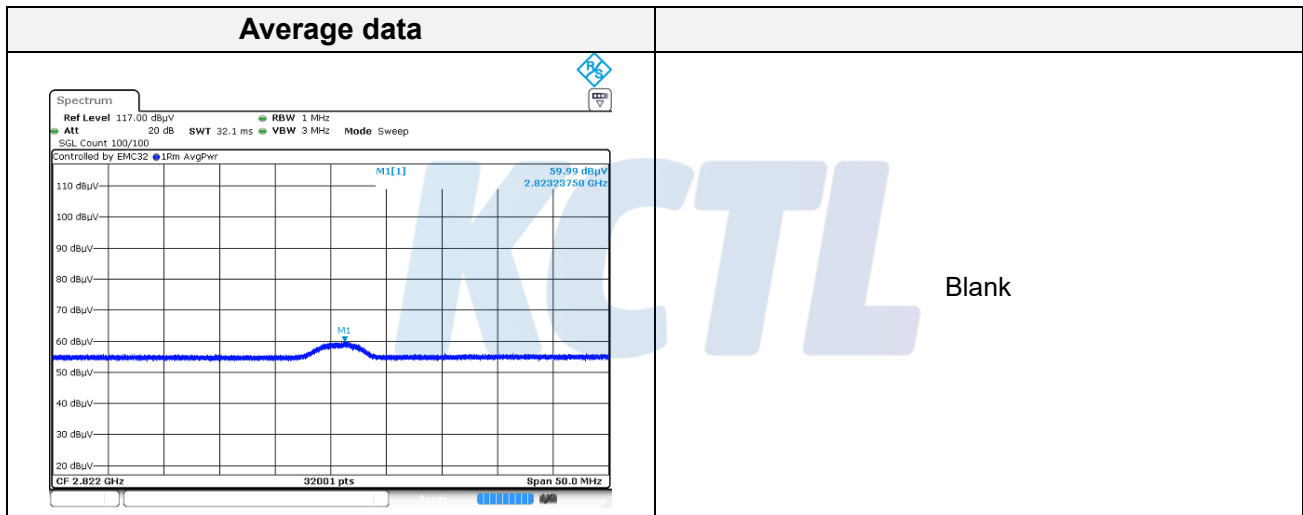 Average data
R&S
Spectrum
Ref Level 117.00 dBµV RBW 1 MHz
Att 20 dB SWT 32.1 ms VBW 3 MHz Mode Sweep
SGL Count 100/100
Controlled by EMC32 1Rm AvgPwr
M1[1] 59.99 dBµV
2.82323750 GHz
110 dBµV
100 dBµV
90 dBµV
80 dBµV
70 dBµV
M1
60 dBµV
50 dBµV
40 dBµV
30 dBµV
20 dBµV
CF 2.822 GHz 32001 pts Span 50.0 MHz
KCTL
Blank